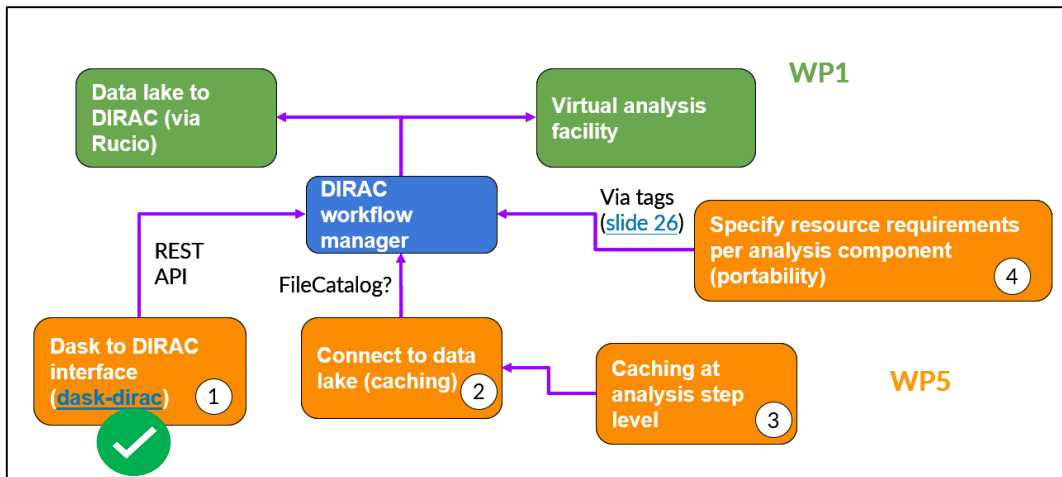 WP1
Data lake to
DIRAC (via
Rucio)
Virtual analysis
facility
DIRAC
workflow
manager
Via tags
(slide 26)
Specify resource requirements
per analysis component
(portability)
4
REST
API
FileCatalog?
Dask to DIRAC
interface
(dask-dirac)
1
Connect to data
lake (caching)
2
Caching at
analysis step
level
3
WP5